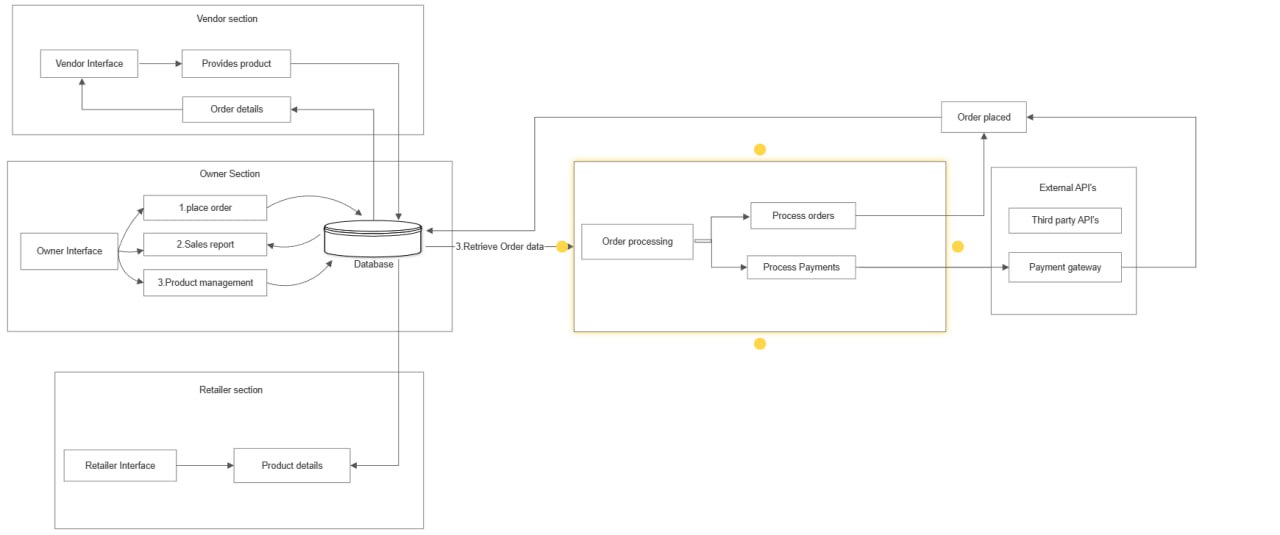 Vendor section
Vendor Interface
Provides product
Order details
Order placed
Owner Section
1.place order
Owner Interface
2.Sales report
3.Product management
Database
3.Retrieve Order data
Order processing
Process orders
Process Payments
External API's
Third party API's
Payment gateway
Retailer section
Retailer Interface
Product details